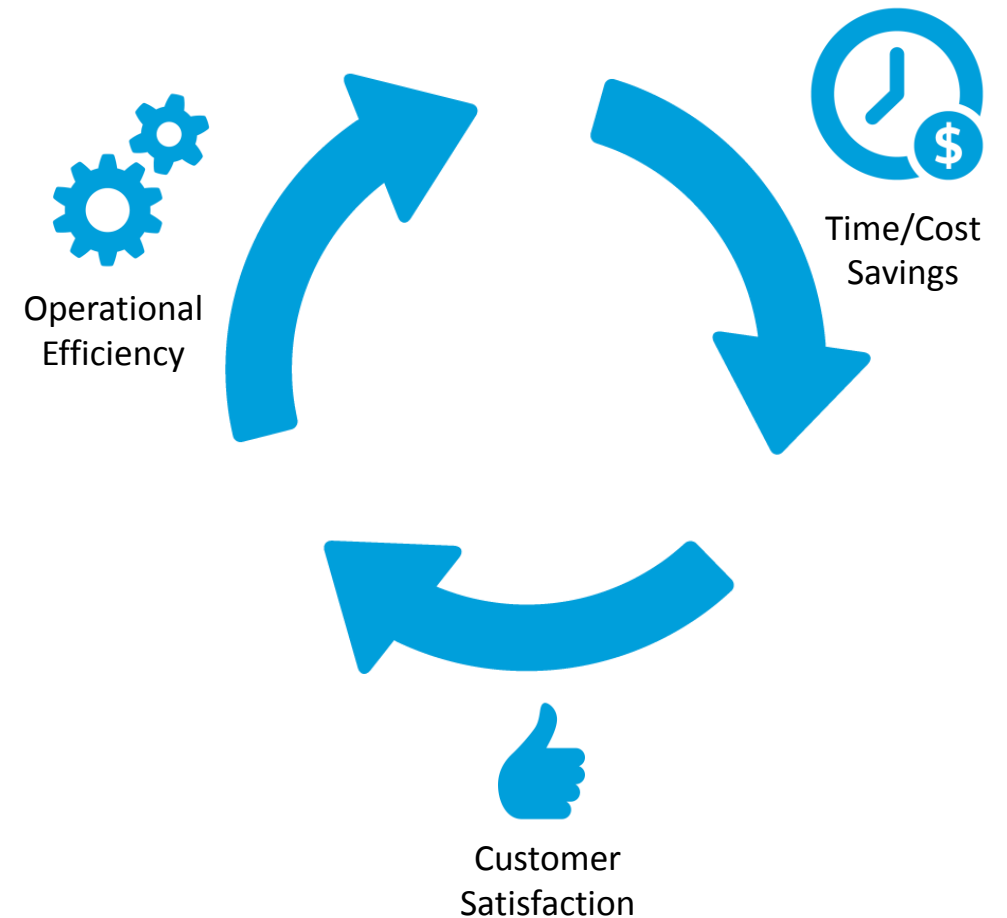 $
Time/Cost
Savings
Operational
Efficiency
Customer
Satisfaction